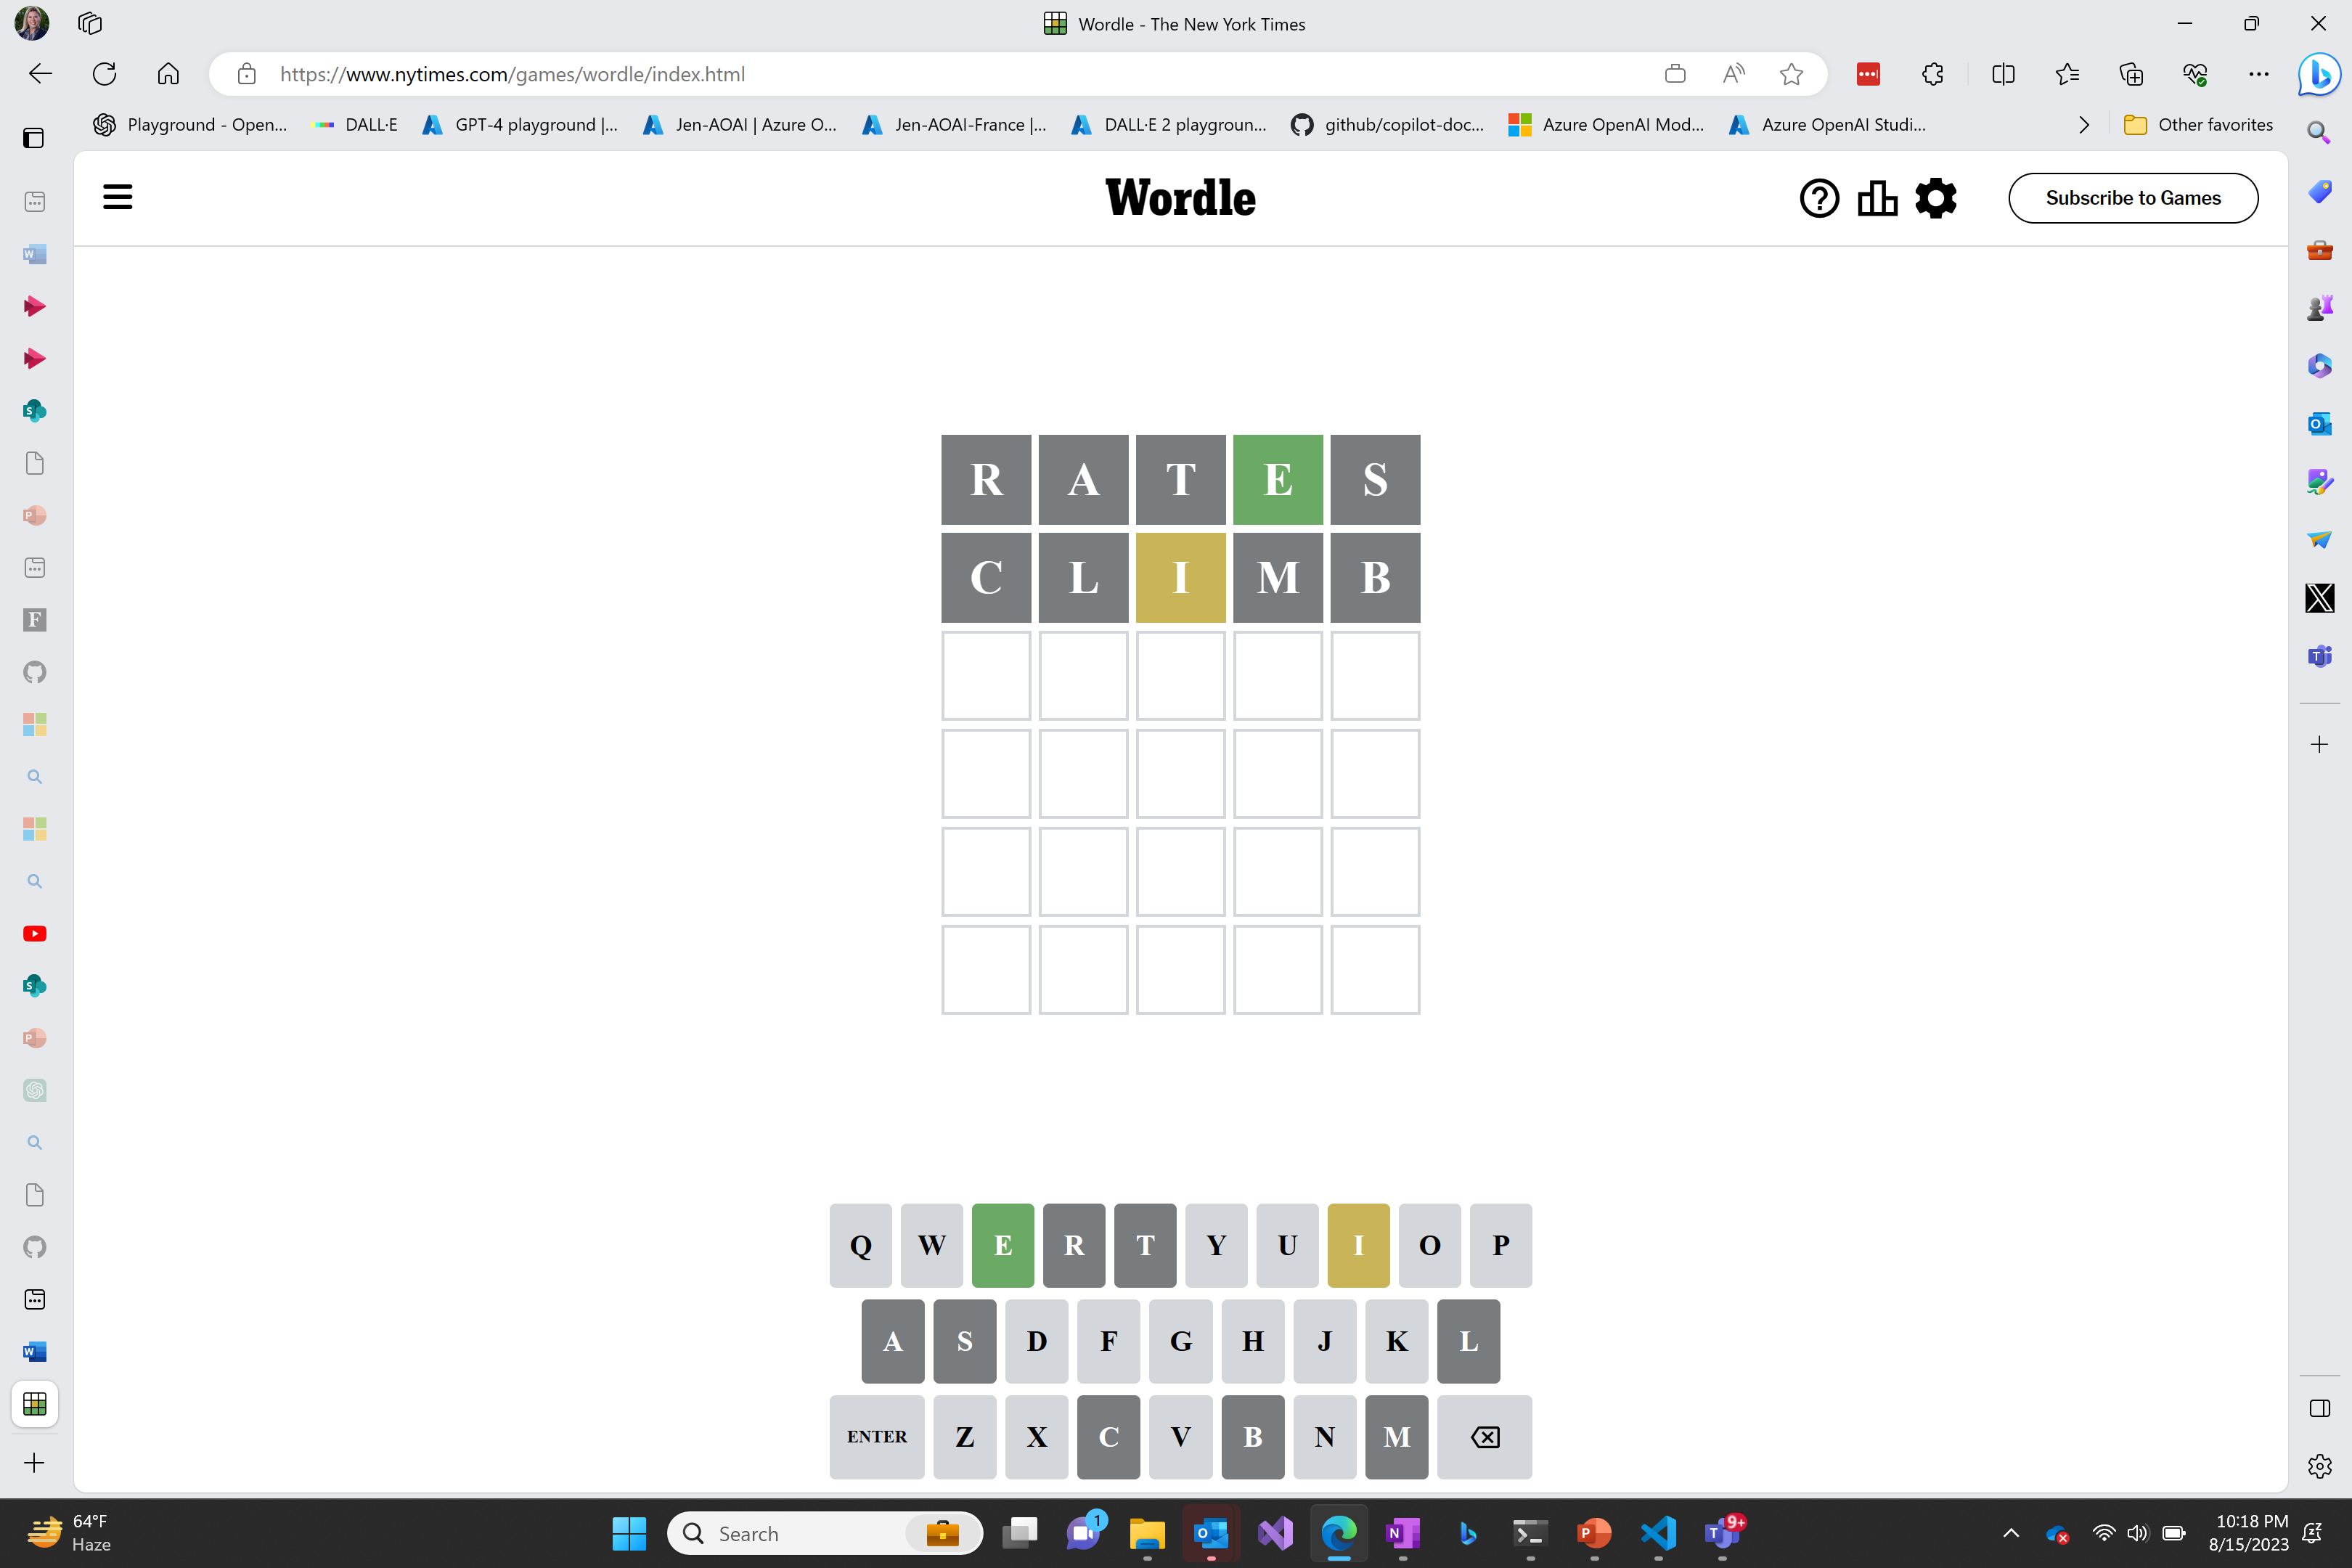 Wordle - The New York Times
https://www.nytimes.com/games/wordle/index.html
Playground - Open... DALL·E GPT-4 playground |... Jen-AOAI | Azure O... Jen-AOAI-France |... DALL·E 2 playgroun... github/copilot-doc... Azure OpenAI Mod... Azure OpenAI Studi... Other favorites
Wordle
Subscribe to Games
R A T E S
C L I M B
Q W E R T Y U I O P
A S D F G H J K L
ENTER Z X C V B N M
64°F
Haze
Search
1
9+
10:18 PM
8/15/2023